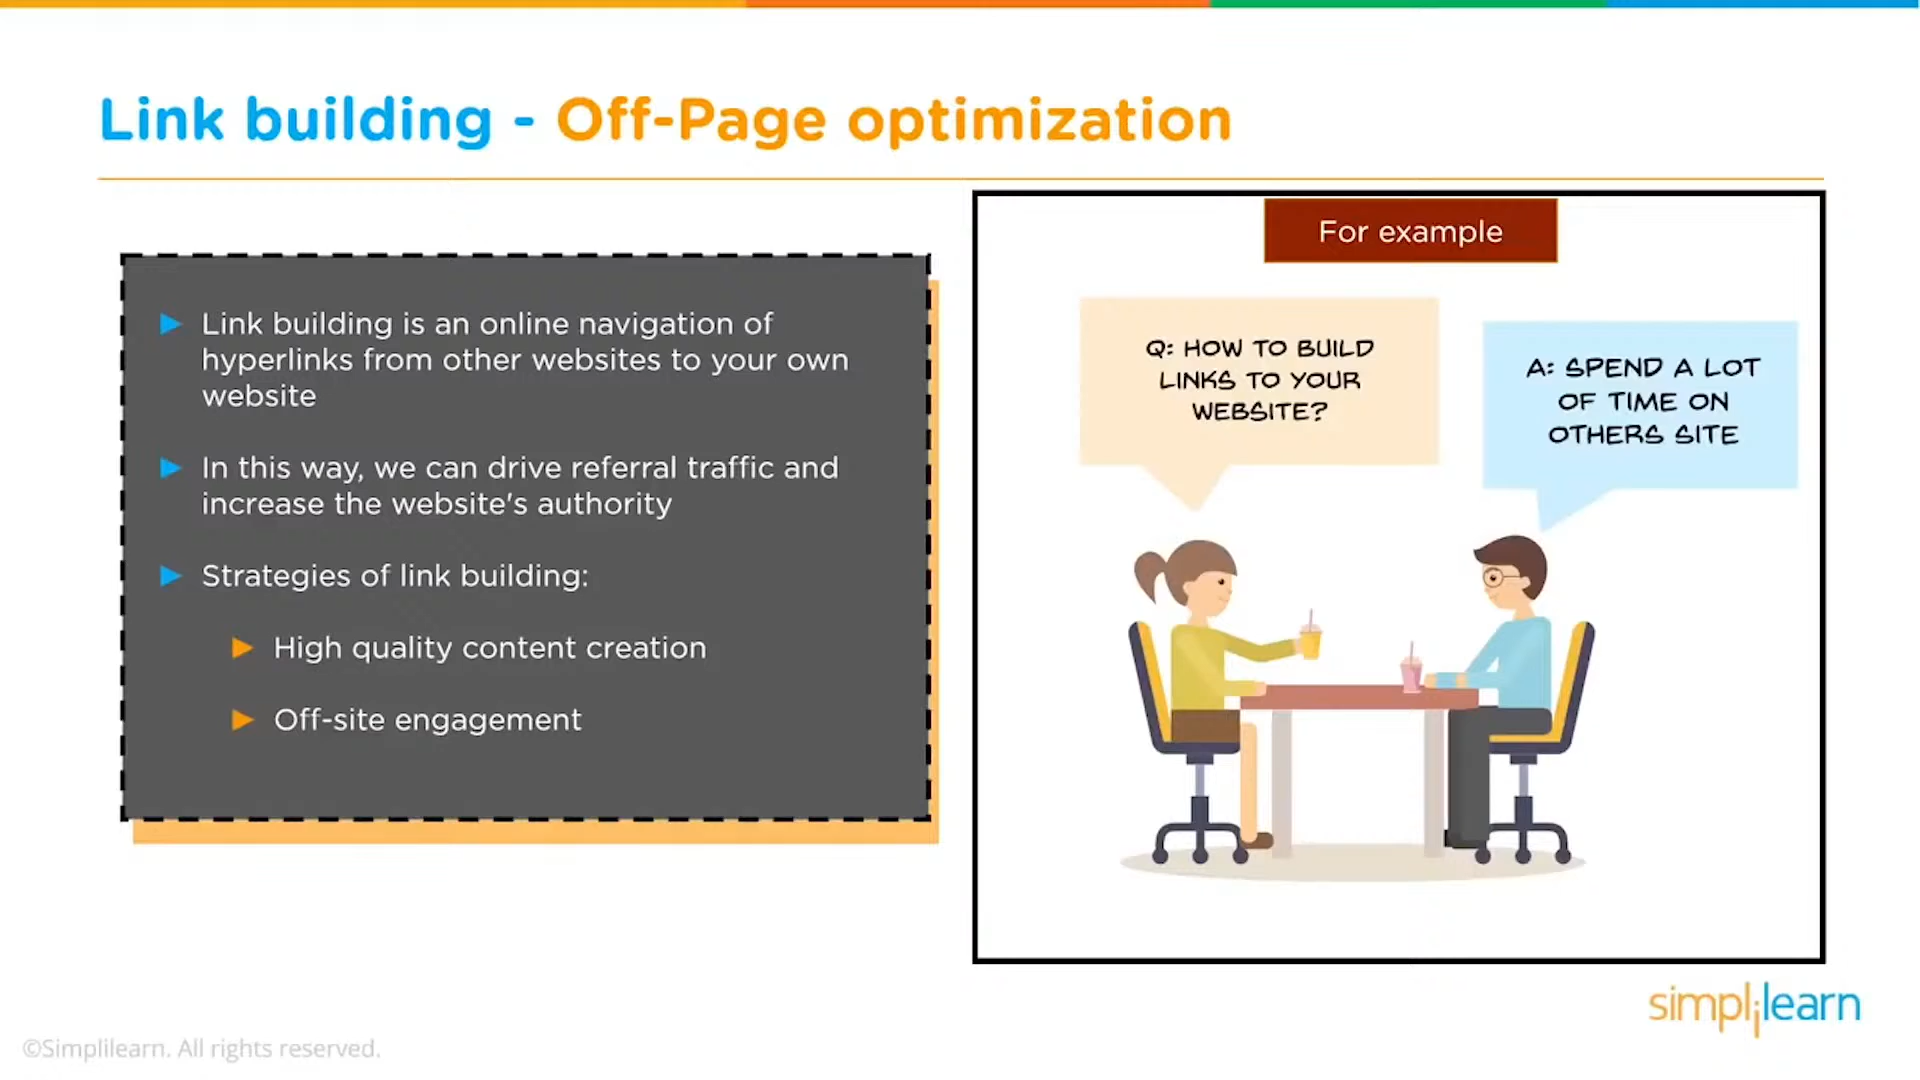 Link building - Off-Page optimization
Link building is an online navigation of
hyperlinks from other websites to your own
website
In this way, we can drive referral traffic and
increase the website's authority
Strategies of link building:
High quality content creation
Off-site engagement
For example
Q: HOW TO BUILD
LINKS TO YOUR
WEBSITE?
A: SPEND A LOT
OF TIME ON
OTHERS SITE
simplilearn
©Simplilearn. All rights reserved.